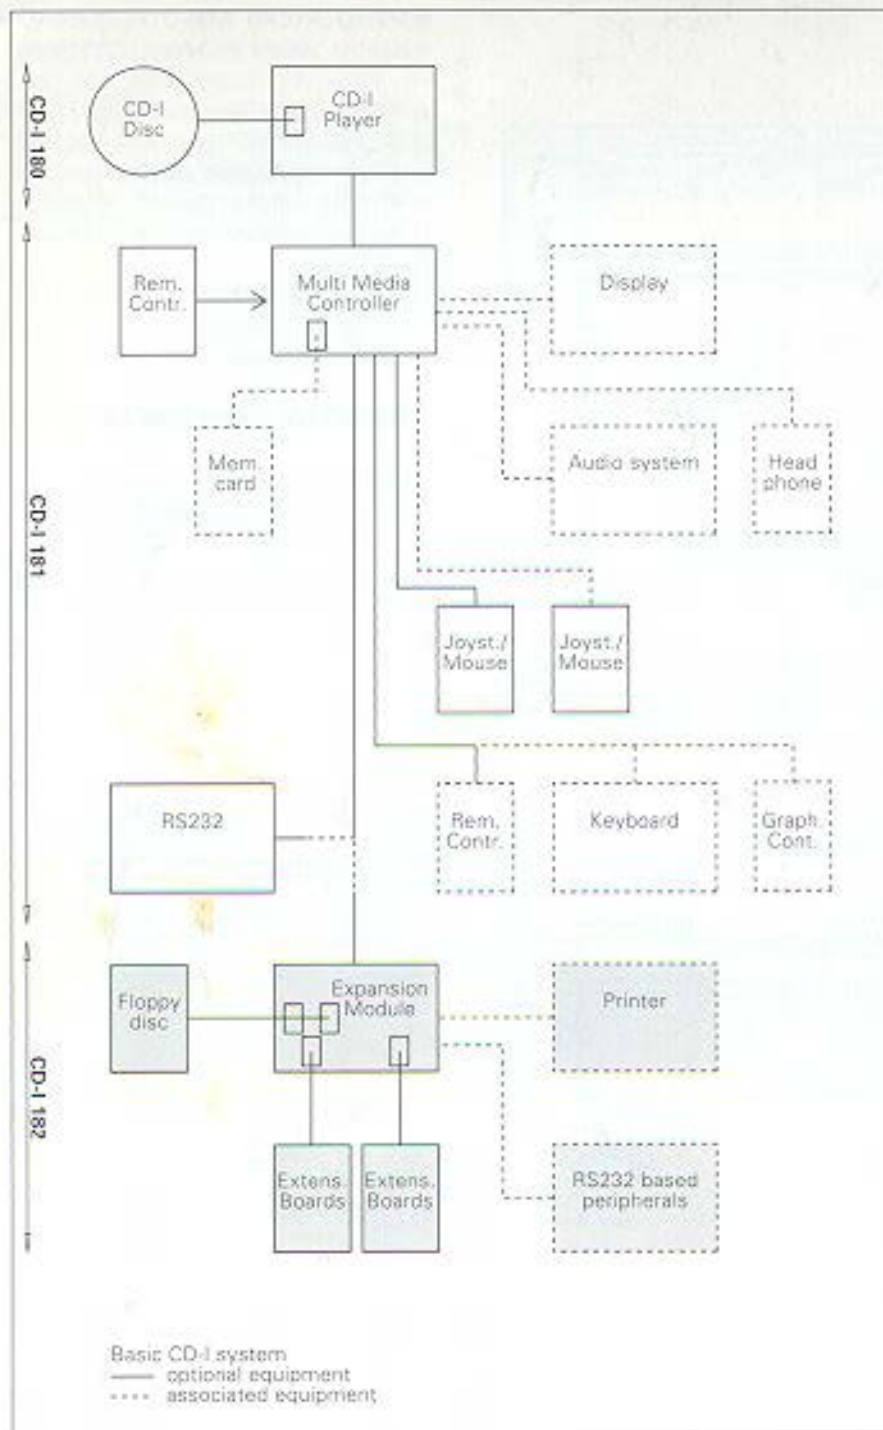 CD-I 180
CD-I
Disc
CD-I
Player
CD-I 181
Rem.
Contr.
Multi Media
Controller
Display
Mem.
card
Audio system
Head
phone
Joyst./
Mouse
Joyst./
Mouse
RS232
Rem.
Contr.
Keyboard
Graph.
Cont.
CD-I 182
Floppy
disc
Expansion
Module
Printer
Extens.
Boards
Extens.
Boards
RS232 based
peripherals
Basic CD-I system
optional equipment
associated equipment